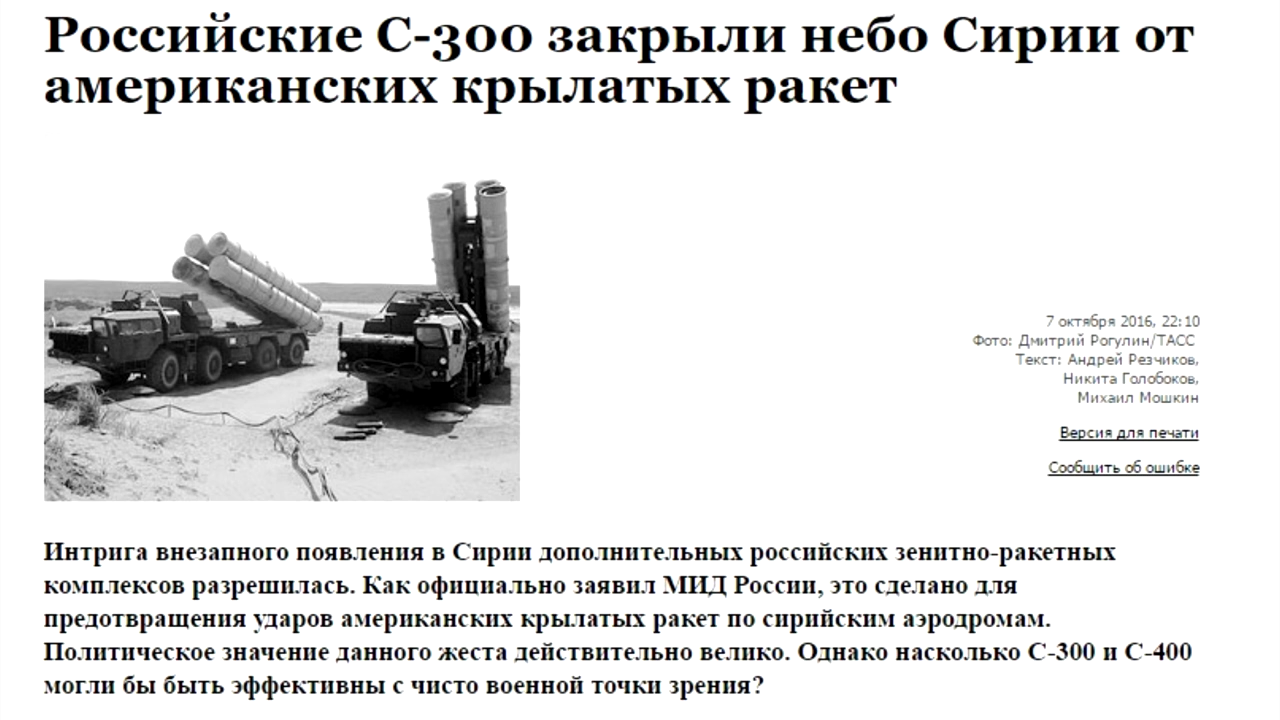 Российские С-300 закрыли небо Сирии от
американских крылатых ракет
7 октября 2016, 22:10
Фото: Дмитрий Рогулин/ТАСС
Текст: Андрей Резчиков,
Никита Голобоков,
Михаил Мошкин
Версия для печати
Сообщить об ошибке
Интрига внезапного появления в Сирии дополнительных российских зенитно-ракетных
комплексов разрешилась. Как официально заявил МИД России, это сделано для
предотвращения ударов американских крылатых ракет по сирийским аэродромам.
Политическое значение данного жеста действительно велико. Однако насколько С-300 и С-400
могли бы быть эффективны с чисто военной точки зрения?